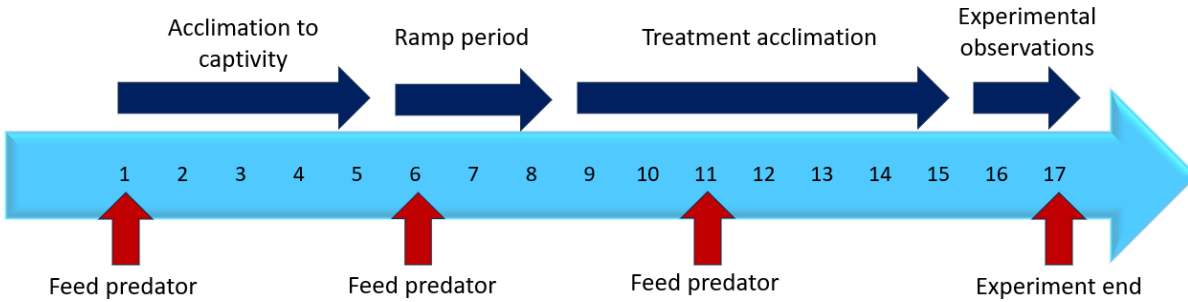 Acclimation to
captivity
Ramp period
Treatment acclimation
Experimental
observations
1 2 3 4 5 6 7 8 9 10 11 12 13 14 15 16 17
Feed predator
Feed predator
Feed predator
Experiment end